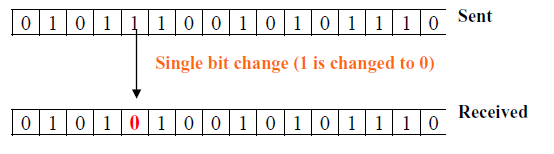 0 1 0 1 1 1 0 0 1 0 1 0 1 1 1 0 Sent
Single bit change (1 is changed to 0)
0 1 0 1 0 1 0 0 1 0 1 0 1 1 1 0 Received